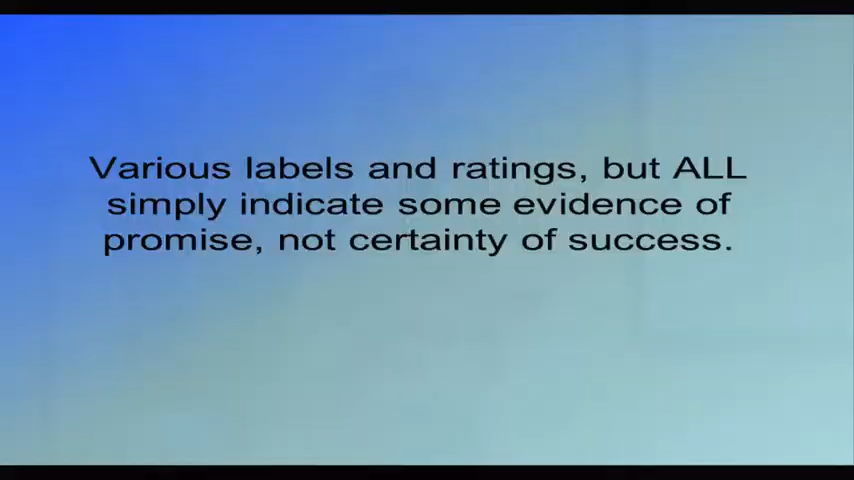 Various labels and ratings, but ALL
simply indicate some evidence of
promise, not certainty of success.